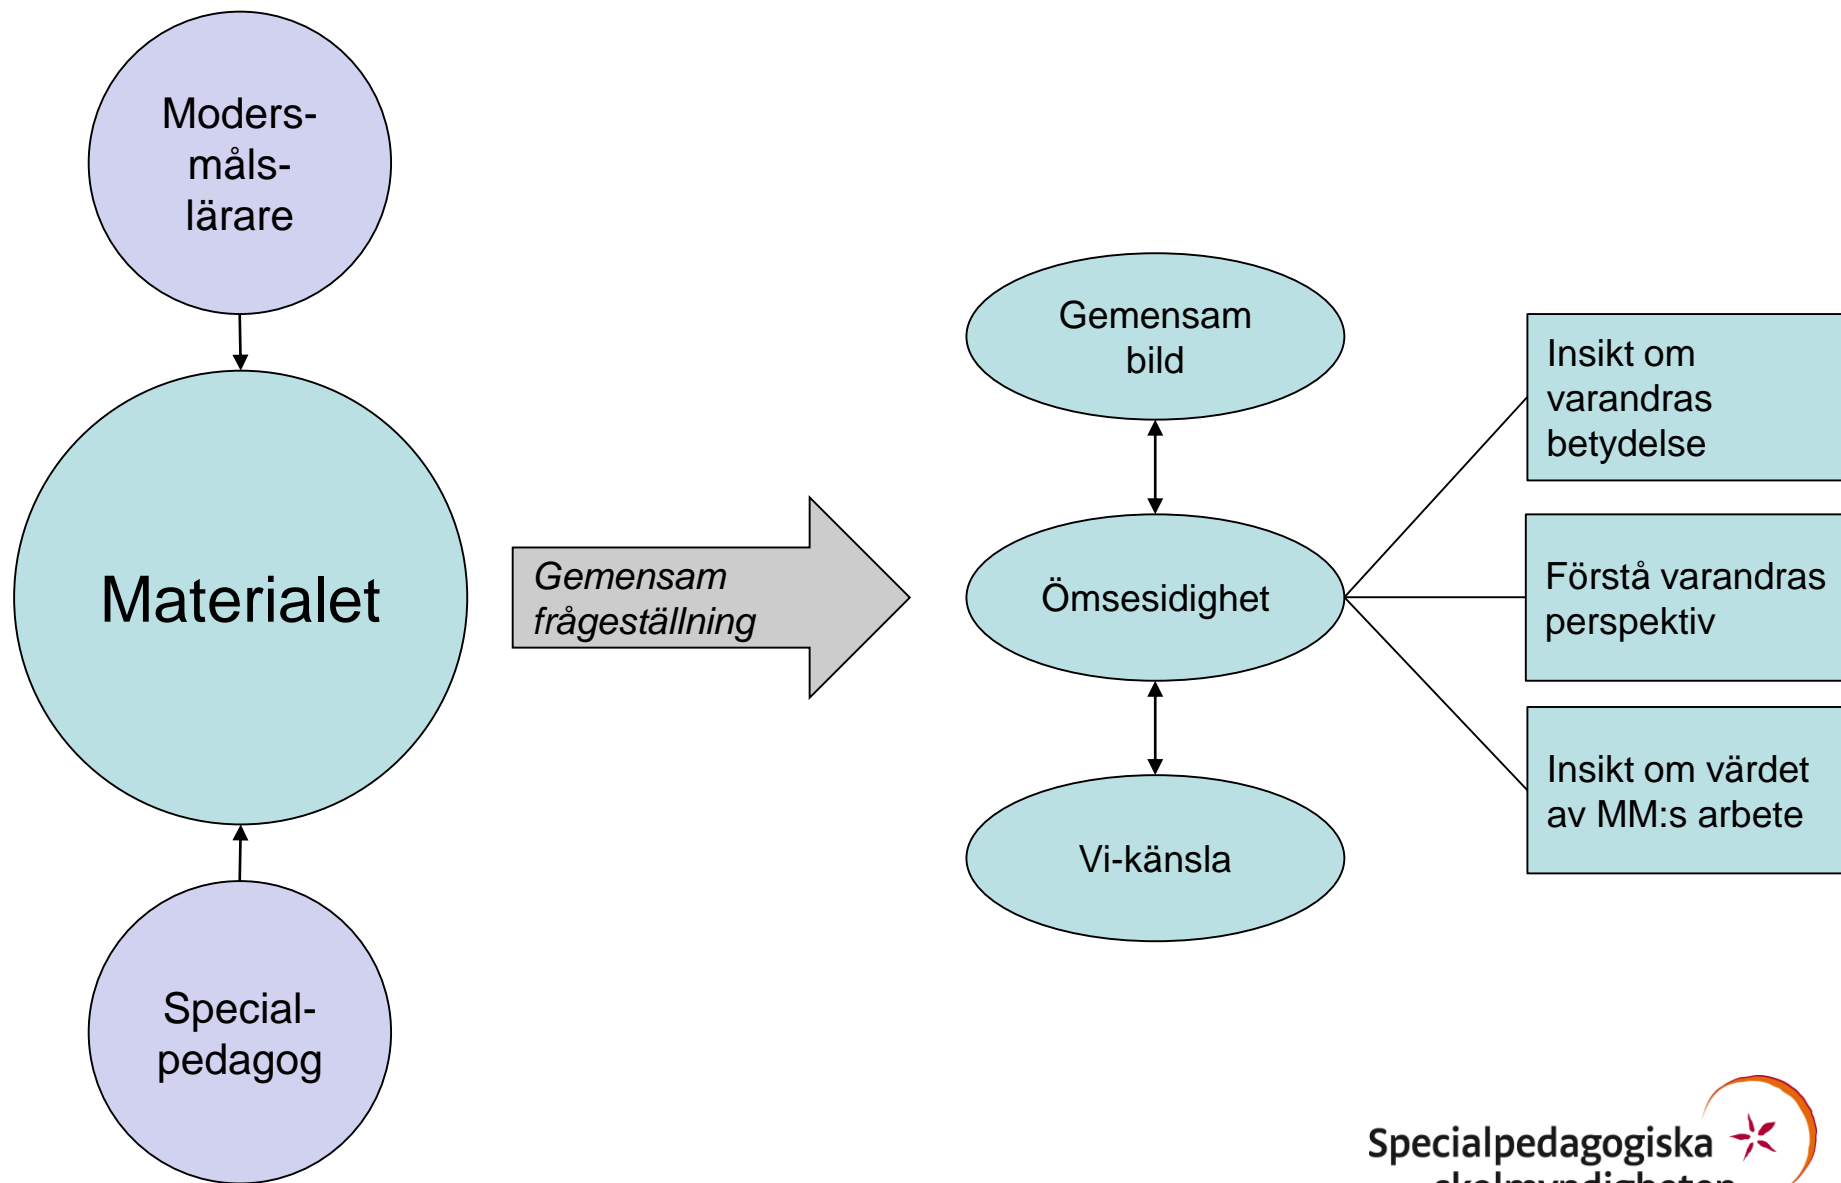 Moders-
måls-
lärare
Materialet
Special-
pedagog
Gemensam
frågeställning
Gemensam
bild
Ömsesidighet
Vi-känsla
Insikt om
varandras
betydelse
Förstå varandras
perspektiv
Insikt om värdet
av MM:s arbete
Specialpedagogiska
skolmyndigheten